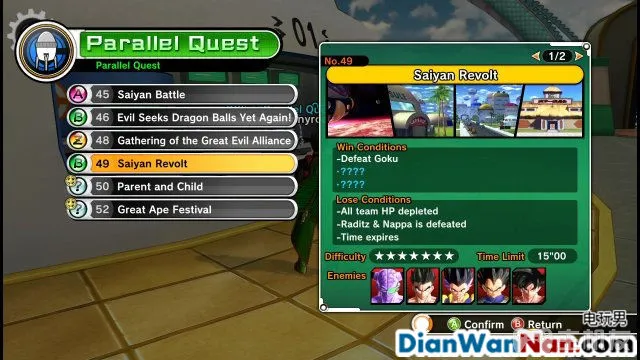 Parallel Quest
Parallel Quest
A 45 Saiyan Battle
B 46 Evil Seeks Dragon Balls Yet Again!
Z 48 Gathering of the Great Evil Alliance
B 49 Saiyan Revolt
? 50 Parent and Child
? 52 Great Ape Festival
No.49
1/2
Saiyan Revolt
Win Conditions
-Defeat Goku
-????
-????
Lose Conditions
-All team HP depleted
-Raditz & Nappa is defeated
-Time expires
Difficulty ★★★★★★★ Time Limit 15"00
Enemies
A Confirm B Return
电玩男
DianWanNan.com